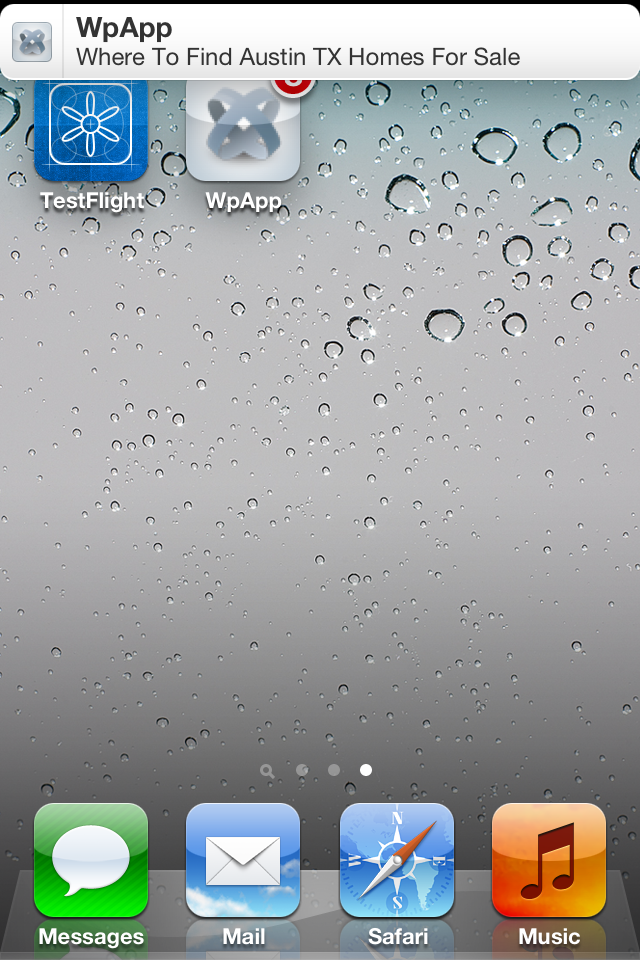 WpApp
Where To Find Austin TX Homes For Sale
TestFlight
WpApp
N
W
E
S
Messages
Mail
Safari
Music